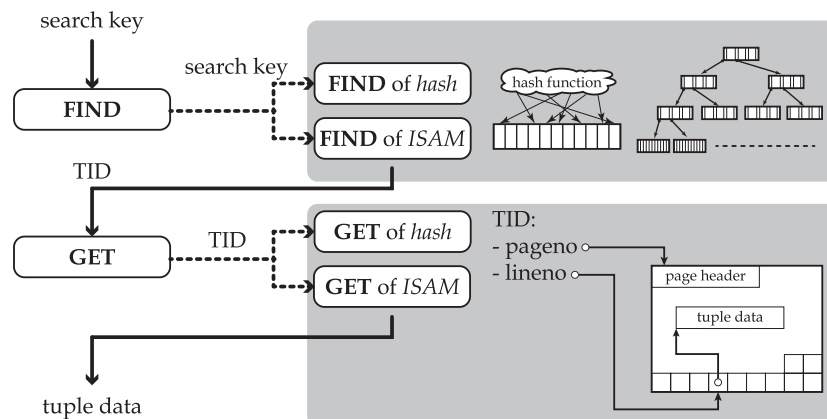 search key
search key
FIND
FIND of hash
FIND of ISAM
hash function
TID
GET
TID
GET of hash
GET of ISAM
TID:
- pageno
- lineno
page header
tuple data
tuple data